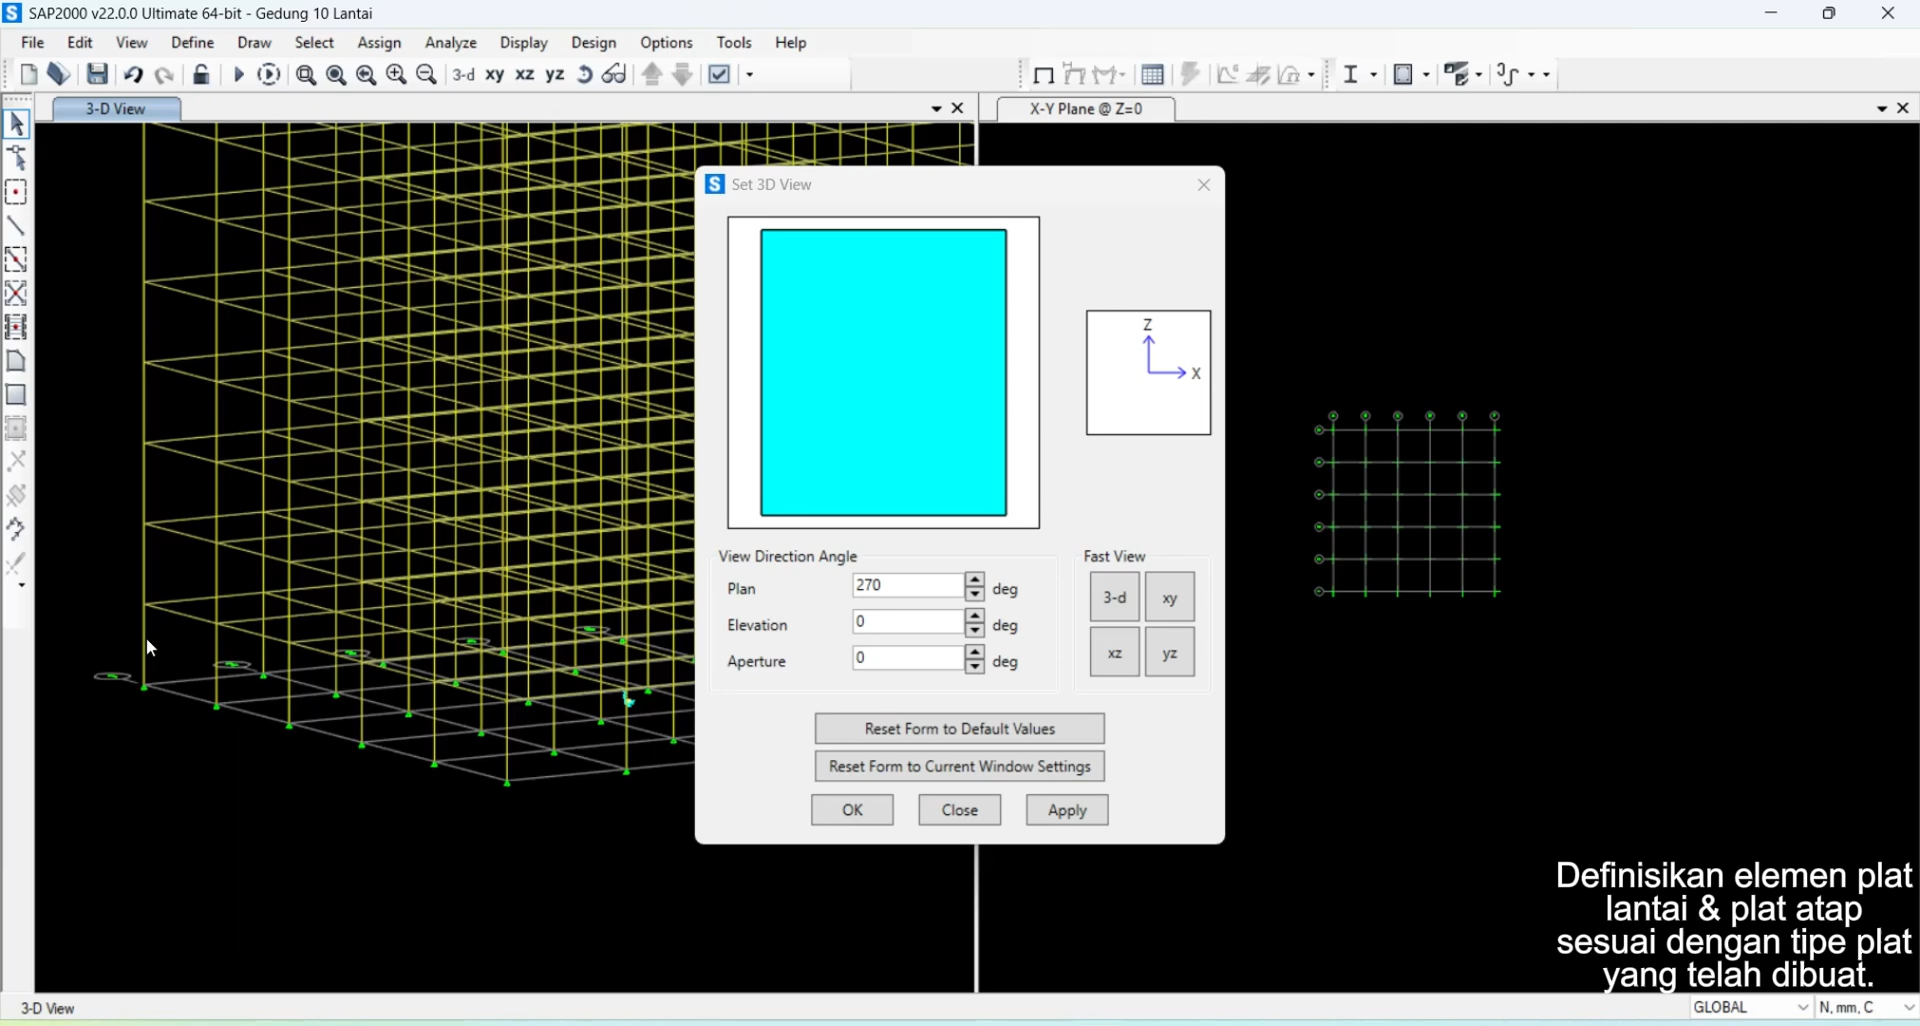 SAP2000 v22.0.0 Ultimate 64-bit - Gedung 10 Lantai
File Edit View Define Draw Select Assign Analyze Display Design Options Tools Help
3-d xy xz yz
3-D View
X-Y Plane @ Z=0
Set 3D View
Z
X
View Direction Angle
Plan 270 deg
Elevation 0 deg
Aperture 0 deg
Fast View
3-d xy
xz yz
Reset Form to Default Values
Reset Form to Current Window Settings
OK Close Apply
Definisikan elemen plat
lantai & plat atap
sesuai dengan tipe plat
yang telah dibuat.
3-D View
GLOBAL
N, mm, C